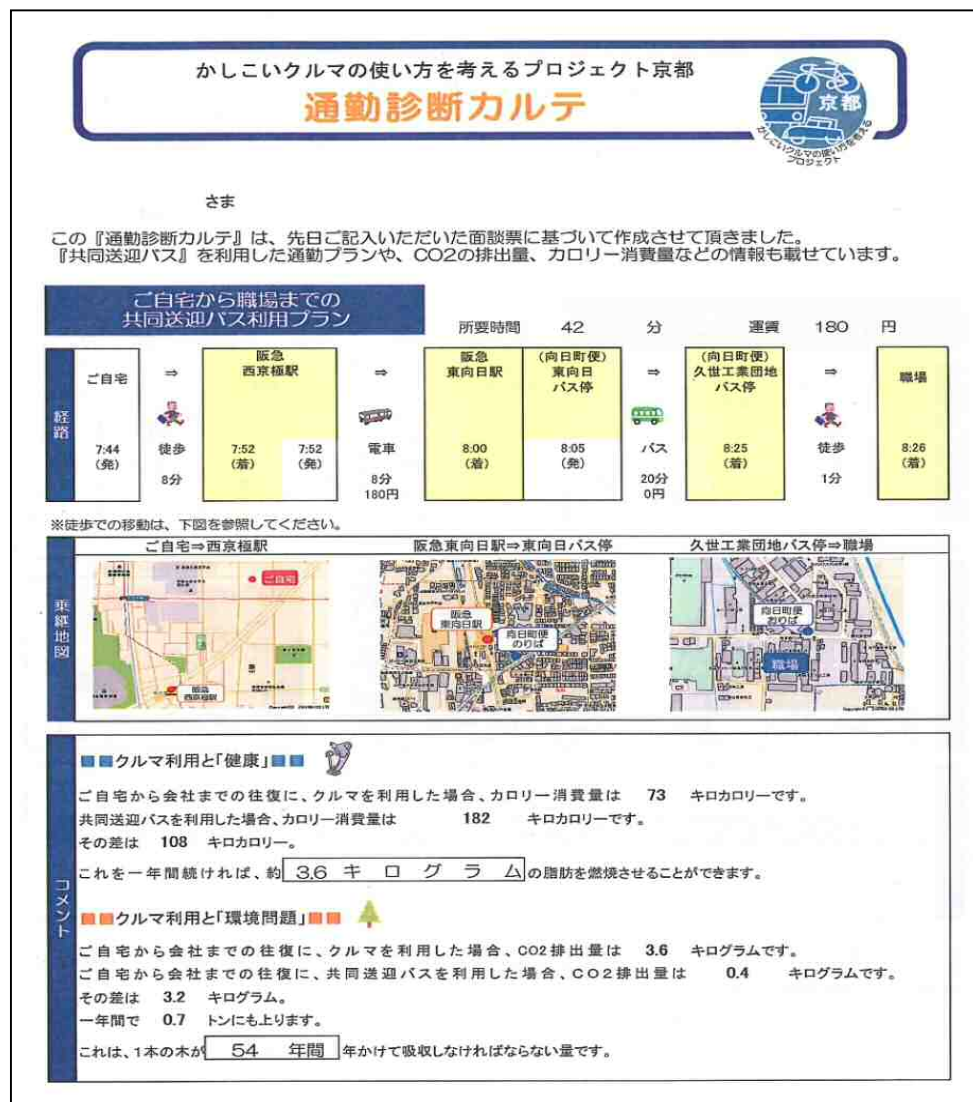 かしこいクルマの使い方を考えるプロジェクト京都
通勤診断カルテ
京都
かしこいクルマの使い方を考える
プロジェクト
さま
この『通勤診断カルテ』は、先日ご記入いただいた面談票に基づいて作成させて頂きました。
『共同送迎バス』を利用した通勤プランや、CO2の排出量、カロリー消費量などの情報も載せています。
ご自宅から職場までの
共同送迎バス利用プラン
所要時間 42 分 運賃 180 円
経路
ご自宅 ⇒ 阪急 西京極駅 ⇒ 阪急 東向日駅 (向日町便) 東向日 バス停 ⇒ (向日町便) 久世工業団地 バス停 ⇒ 職場
7:44 徒歩 7:52 7:52 電車 8:00 8:05 バス 8:25 徒歩 8:26
(発) (着) (発) (着) (発) (着) (着)
8分 8分 20分 1分
180円 0円
※徒歩での移動は、下図を参照してください。
乗継地図
ご自宅⇒西京極駅 阪急東向日駅⇒東向日バス停 久世工業団地バス停⇒職場
ご自宅
阪急
西京極駅
阪急
東向日駅
向日町便
のりば
向日町便
おりば
職場
コメント
■■クルマ利用と「健康」■■
ご自宅から会社までの往復に、クルマを利用した場合、カロリー消費量は 73 キロカロリーです。
共同送迎バスを利用した場合、カロリー消費量は 182 キロカロリーです。
その差は 108 キロカロリー。
これを一年間続ければ、約 3.6 キログラム の脂肪を燃焼させることができます。
■■クルマ利用と「環境問題」■■
ご自宅から会社までの往復に、クルマを利用した場合、CO2排出量は 3.6 キログラムです。
ご自宅から会社までの往復に、共同送迎バスを利用した場合、CO2排出量は 0.4 キログラムです。
その差は 3.2 キログラム。
一年間で 0.7 トンにも上ります。
これは、1本の木が 54 年間 年かけて吸収しなければならない量です。